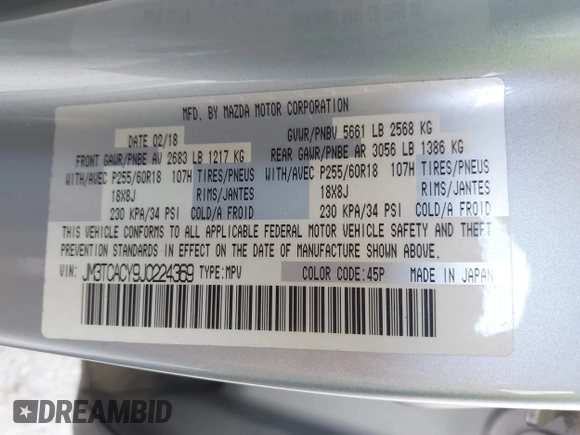 MFD. BY MAZDA MOTOR CORPORATION
DATE 02/18 GVWR/PNBV 5661 LB 2568 KG
FRONT GAWR/PNBE AV 2683 LB 1217 KG REAR GAWR/PNBE AR 3056 LB 1386 KG
WITH/AVEC P255/60R18 107H TIRES/PNEUS WITH/AVEC P255/60R18 107H TIRES/PNEUS
18X8J RIMS/JANTES 18X8J RIMS/JANTES
230 KPA/34 PSI COLD/A FROID 230 KPA/34 PSI COLD/A FROID
THIS VEHICLE CONFORMS TO ALL APPLICABLE FEDERAL MOTOR VEHICLE SAFETY AND THEFT
PREVENTION STANDARDS IN EFFECT ON THE DATE OF MANUFACTURE SHOWN ABOVE.
VIN: JM3TCACY9J0224369 TYPE:MPV COLOR CODE:45P MADE IN JAPAN
DREAMBID